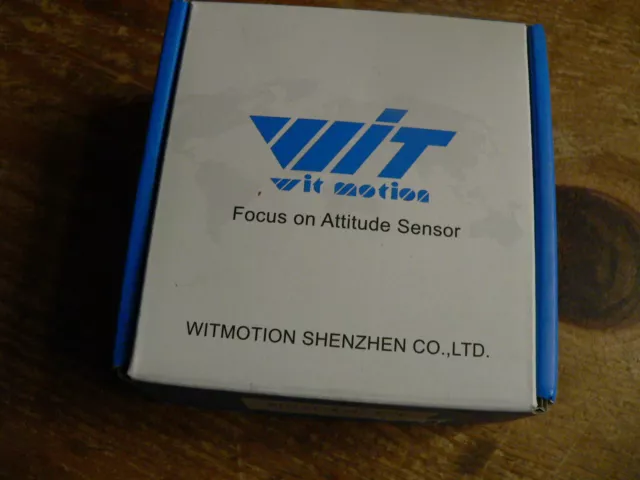 WIT
wit motion
Focus on Attitude Sensor
WITMOTION SHENZHEN CO.,LTD.